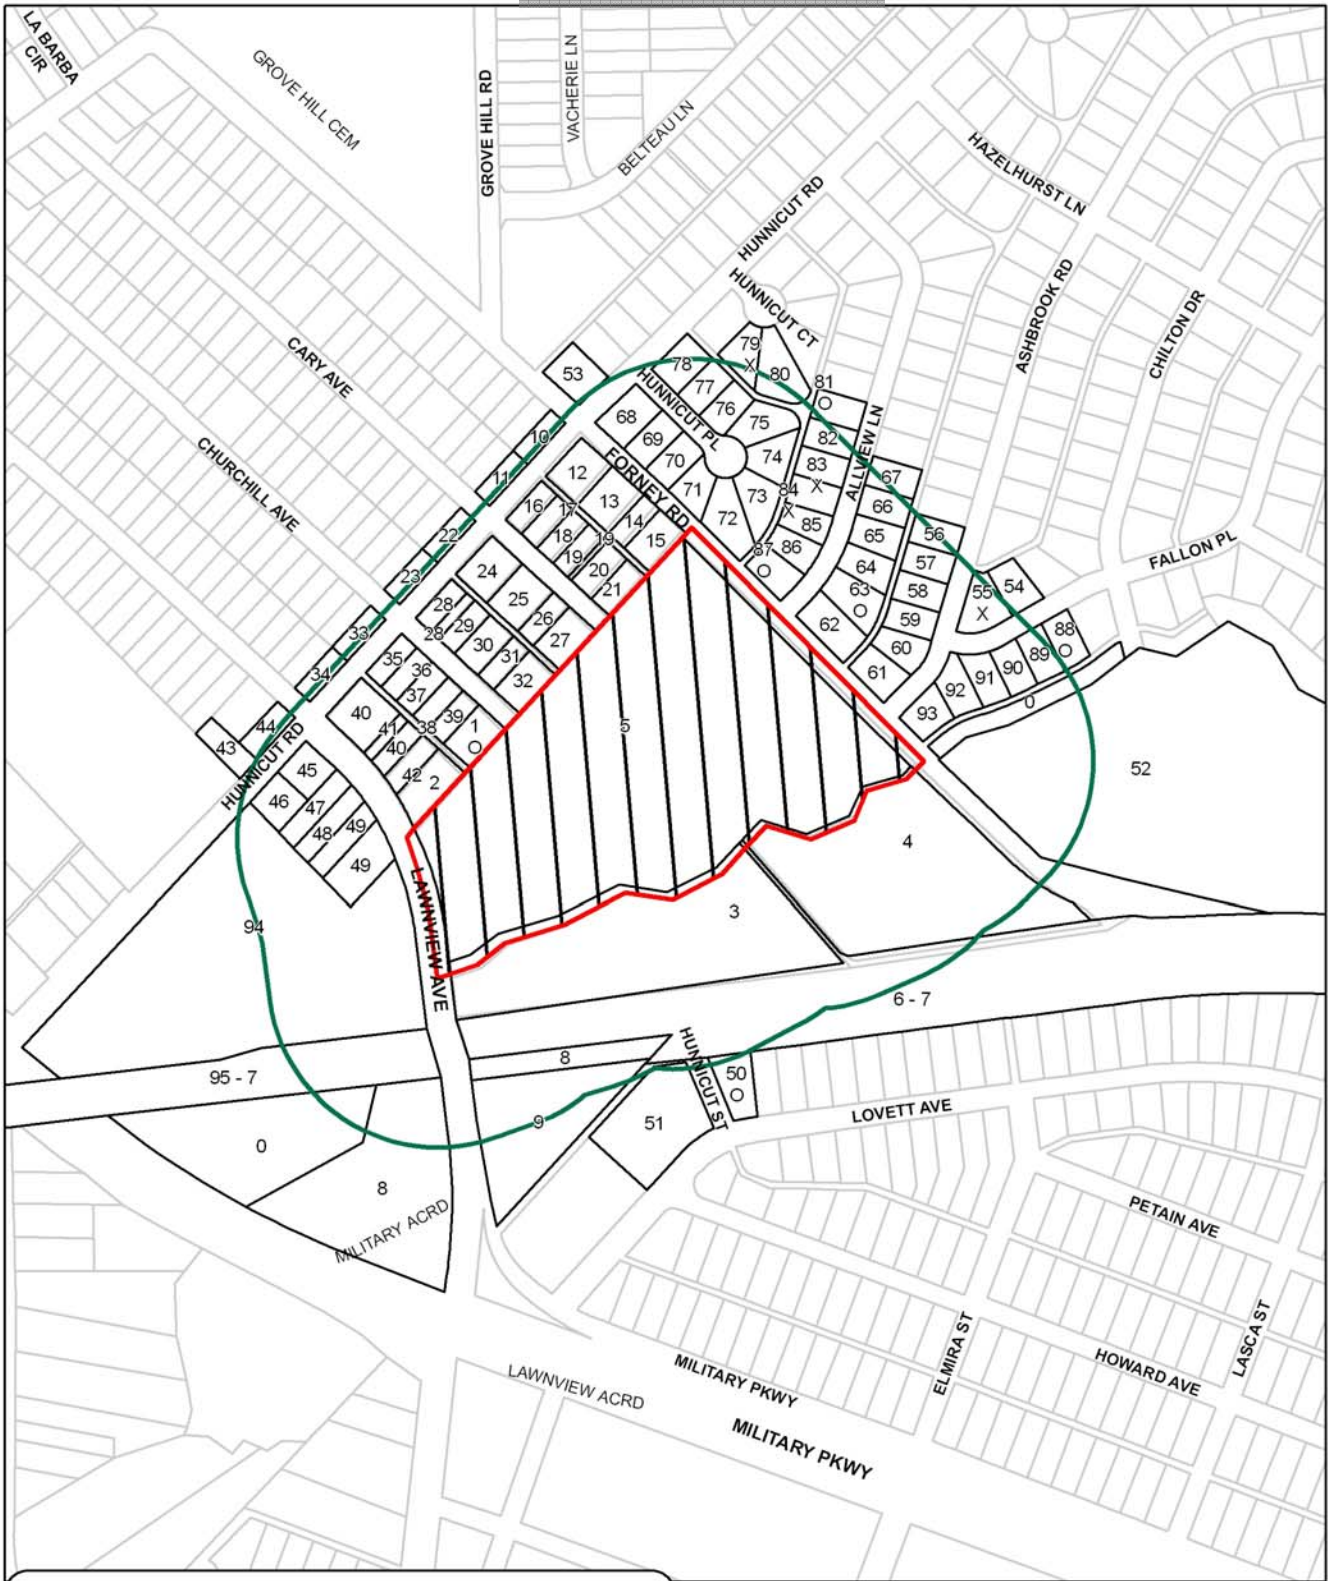 LA BARBA
CIR
GROVE HILL CEM
GROVE HILL RD
VACHERIE LN
BELTEAU LN
HAZELHURST LN
HUNNICUT RD
HUNNICUT CT
ASHBROOK RD
CHILTON DR
CARY AVE
CHURCHILL AVE
HUNNICUT PL
FORNEY RD
ALLVIEW LN
FALLON PL
53
78
79
X
80
81
O
77
76
75
68
69
70
71
72
73
74
82
83
X
84
X
85
86
87
O
67
66
65
64
63
O
62
61
56
57
58
59
60
55
X
54
88
O
89
90
91
92
93
0
52
10
11
12
13
14
15
16
17
18
19
19
20
21
22
23
24
25
26
27
28
28
29
30
31
32
33
34
35
36
37
38
39
1
O
40
41
40
42
2
43
44
HUNNICUT RD
45
46
47
48
49
49
5
4
3
94
LAWNVIEW AVE
6 - 7
95 - 7
8
9
HUNNICUT ST
50
O
51
LOVETT AVE
0
8
MILITARY ACRD
PETAIN AVE
ELMIRA ST
HOWARD AVE
LASCA ST
LAWNVIEW ACRD
MILITARY PKWY
MILITARY PKWY